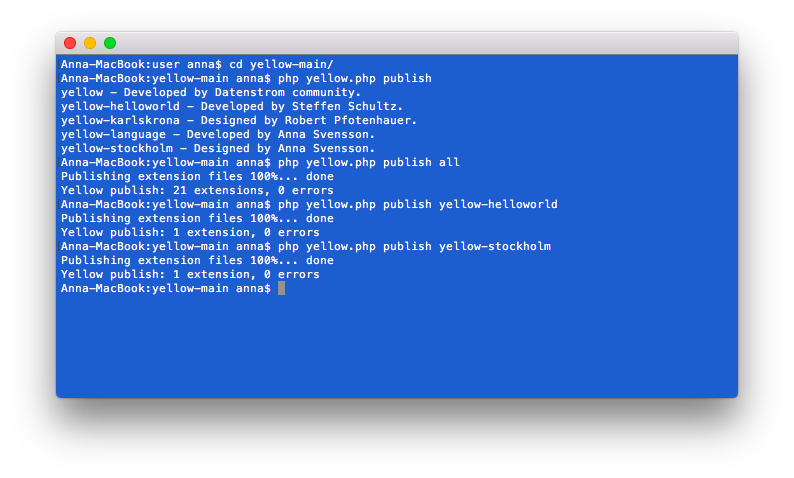 Anna-MacBook:user anna$ cd yellow-main/
Anna-MacBook:yellow-main anna$ php yellow.php publish
yellow – Developed by Datenstrom community.
yellow-helloworld – Developed by Steffen Schultz.
yellow-karlskrona – Designed by Robert Pfotenhauer.
yellow-language – Developed by Anna Svensson.
yellow-stockholm – Designed by Anna Svensson.
Anna-MacBook:yellow-main anna$ php yellow.php publish all
Publishing extension files 100%... done
Yellow publish: 21 extensions, 0 errors
Anna-MacBook:yellow-main anna$ php yellow.php publish yellow-helloworld
Publishing extension files 100%... done
Yellow publish: 1 extension, 0 errors
Anna-MacBook:yellow-main anna$ php yellow.php publish yellow-stockholm
Publishing extension files 100%... done
Yellow publish: 1 extension, 0 errors
Anna-MacBook:yellow-main anna$